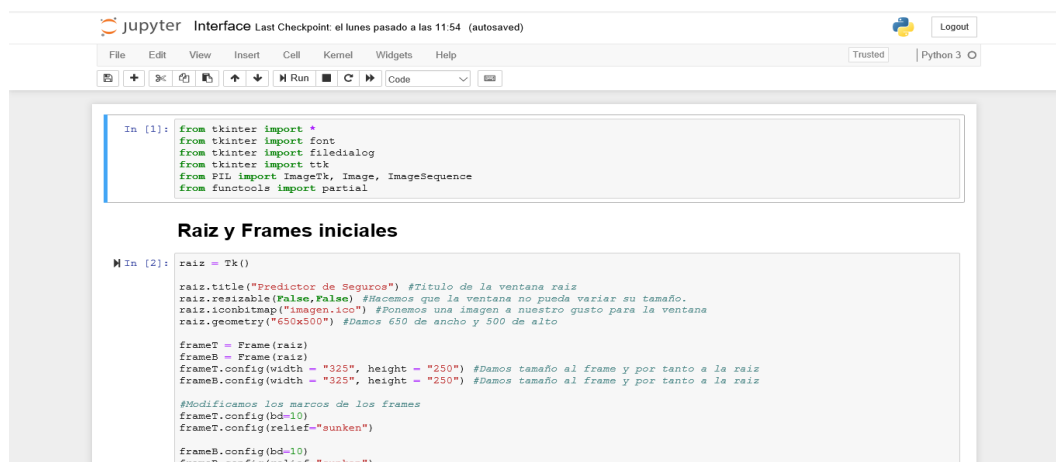 jupyter Interface Last Checkpoint: el lunes pasado a las 11:54 (autosaved)
Logout
File Edit View Insert Cell Kernel Widgets Help
Trusted
Python 3
Run
Code
In [1]: from tkinter import *
from tkinter import font
from tkinter import filedialog
from tkinter import ttk
from PIL import ImageTk, Image, ImageSequence
from functools import partial
Raiz y Frames iniciales
In [2]: raiz = Tk()
raiz.title("Predictor de Seguros") #Titulo de la ventana raiz
raiz.resizable(False,False) #Hacemos que la ventana no pueda variar su tamaño.
raiz.iconbitmap("imagen.ico") #Ponemos una imagen a nuestro gusto para la ventana
raiz.geometry("650x500") #Damos 650 de ancho y 500 de alto
frameT = Frame(raiz)
frameB = Frame(raiz)
frameT.config(width = "325", height = "250") #Damos tamaño al frame y por tanto a la raiz
frameB.config(width = "325", height = "250") #Damos tamaño al frame y por tanto a la raiz
#Modificamos los marcos de los frames
frameT.config(bd=10)
frameT.config(relief="sunken")
frameB.config(bd=10)